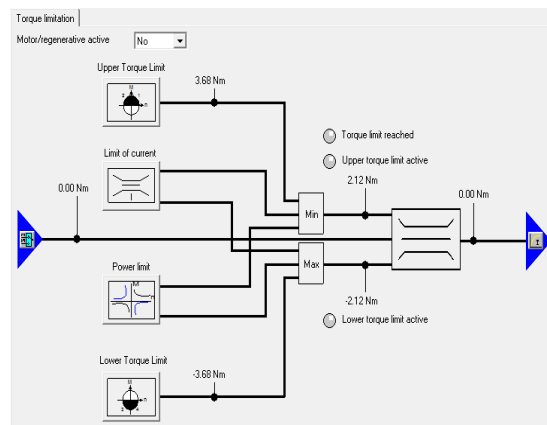 Torque limitation
Motor/regenerative active No
Upper Torque Limit
3.68 Nm
Torque limit reached
Limit of current
Upper torque limit active
0.00 Nm
2.12 Nm
0.00 Nm
Min
Power limit
Max
-2.12 Nm
Lower torque limit active
Lower Torque Limit
-3.68 Nm